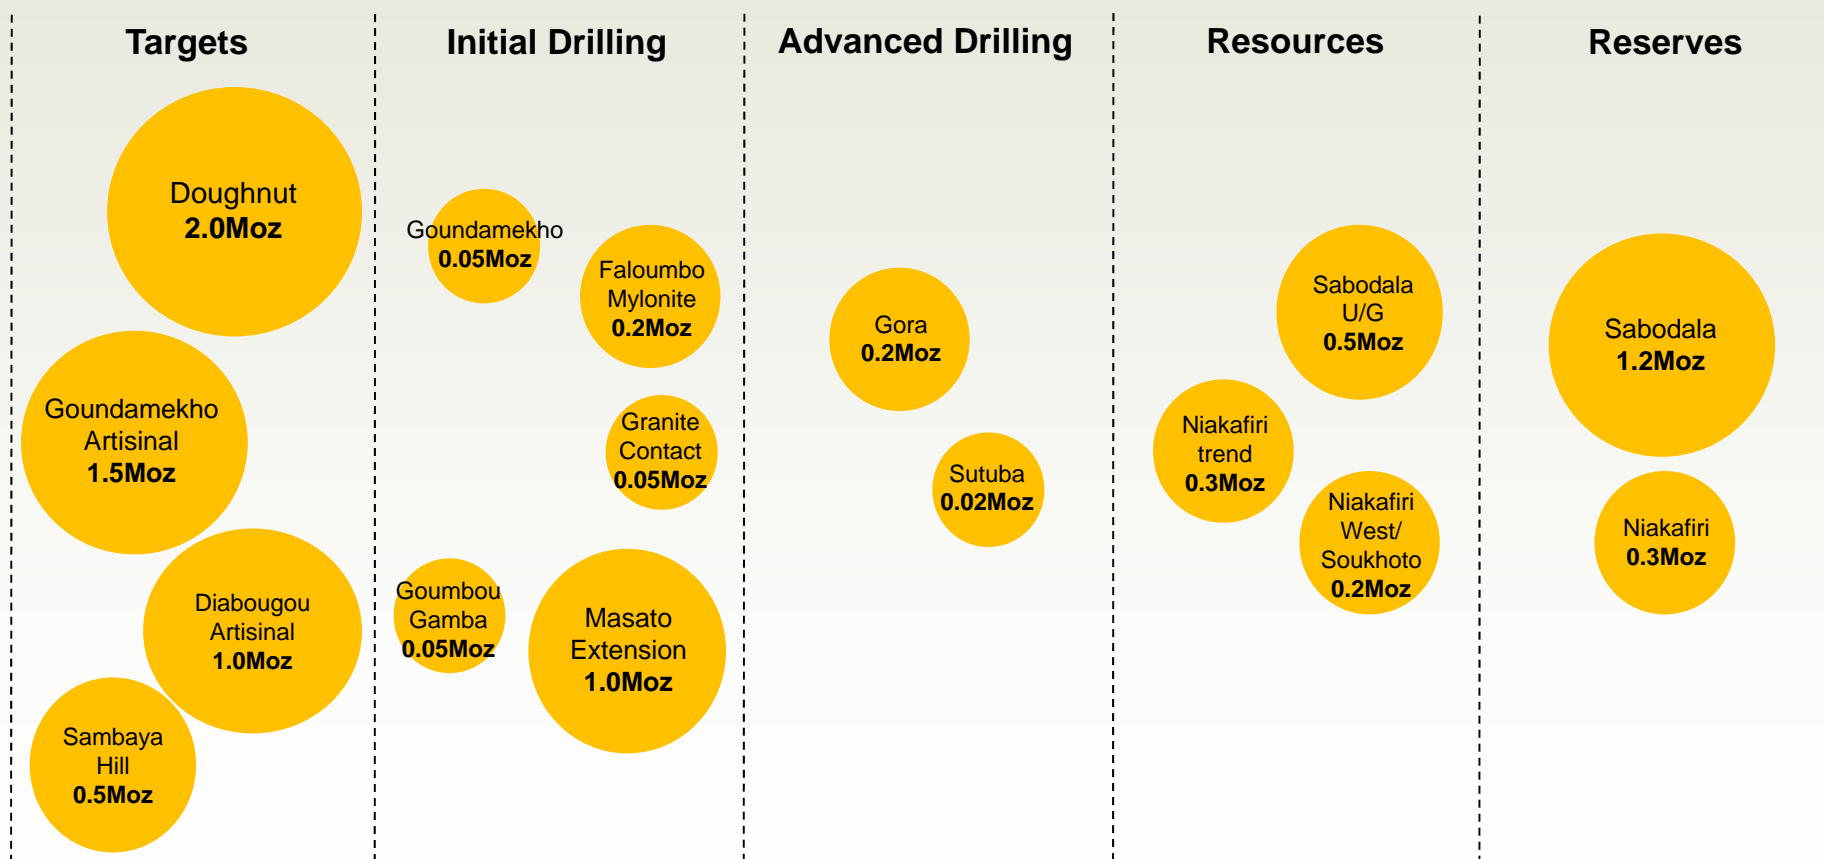 Targets
Initial Drilling
Advanced Drilling
Resources
Reserves
Doughnut
2.0Moz
Goundamekho
Artisinal
1.5Moz
Diabougou
Artisinal
1.0Moz
Sambaya
Hill
0.5Moz
Goundamekho
0.05Moz
Faloumbo
Mylonite
0.2Moz
Granite
Contact
0.05Moz
Goumbou
Gamba
0.05Moz
Masato
Extension
1.0Moz
Gora
0.2Moz
Sutuba
0.02Moz
Sabodala
U/G
0.5Moz
Niakafiri
trend
0.3Moz
Niakafiri
West/
Soukhoto
0.2Moz
Sabodala
1.2Moz
Niakafiri
0.3Moz